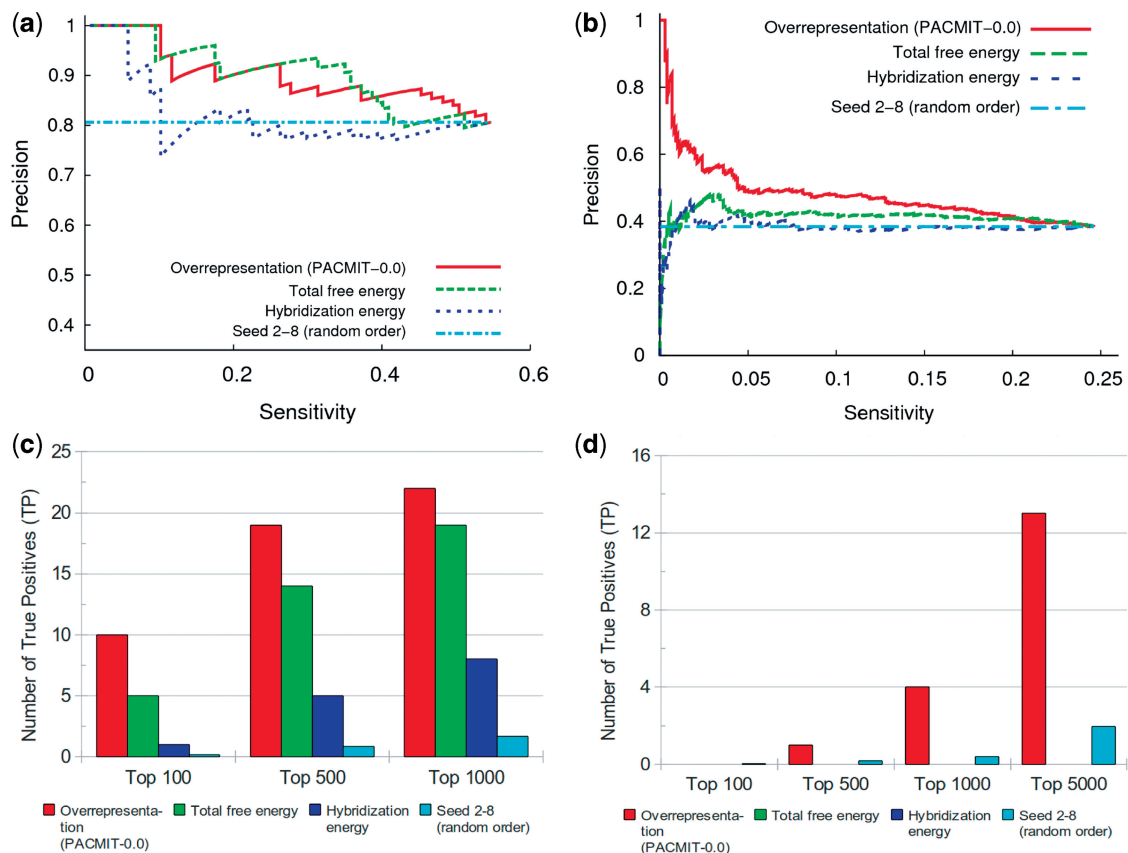 (a)
1
0.9
0.8
0.7
0.6
0.5
0.4
Precision
Overrepresentation (PACMIT−0.0)
Total free energy
Hybridization energy
Seed 2−8 (random order)
0
0.2
0.4
0.6
Sensitivity
(b)
1
0.8
0.6
0.4
0.2
0
Precision
Overrepresentation (PACMIT−0.0)
Total free energy
Hybridization energy
Seed 2−8 (random order)
0
0.05
0.1
0.15
0.2
0.25
Sensitivity
(c)
25
20
15
10
5
0
Number of True Positives (TP)
Top 100
Top 500
Top 1000
Overrepresenta-
tion
(PACMIT-0.0)
Total free energy
Hybridization
energy
Seed 2-8
(random order)
(d)
16
12
8
4
0
Number of True Positives (TP)
Top 100
Top 500
Top 1000
Top 5000
Overrepresenta-
tion
(PACMIT-0.0)
Total free energy
Hybridization
energy
Seed 2-8
(random order)